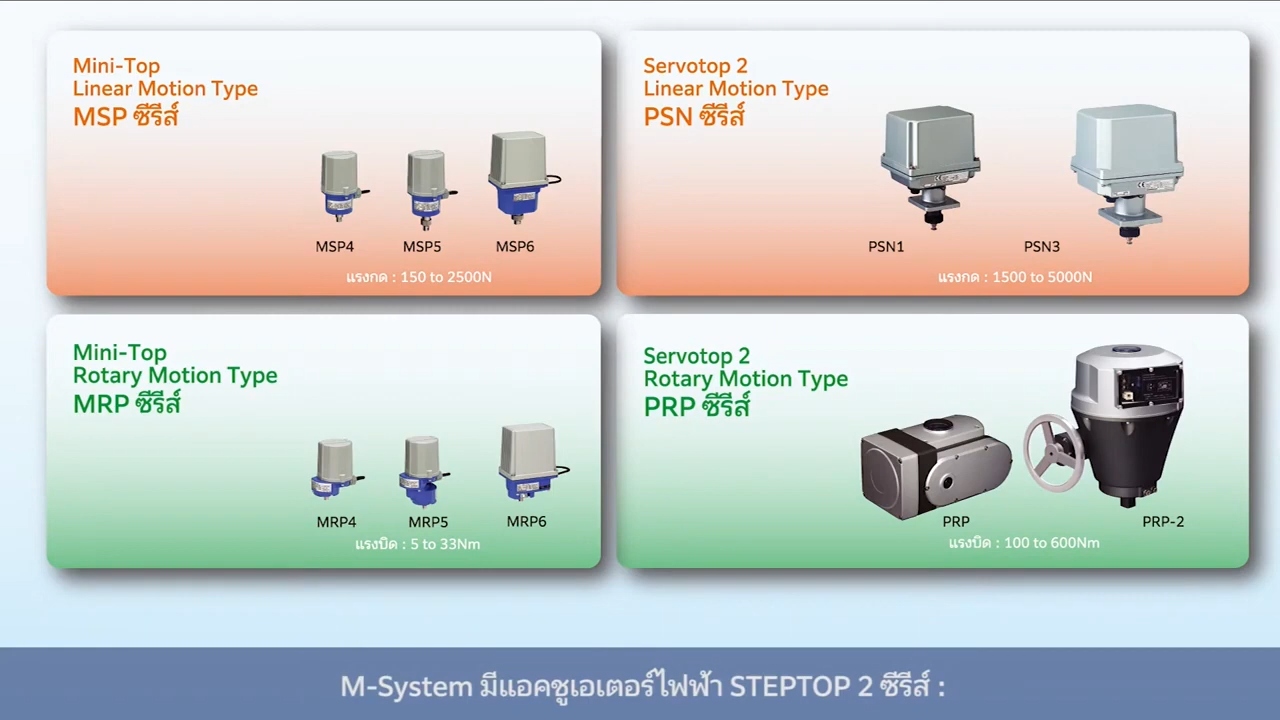 Mini-Top
Linear Motion Type
MSP ซีรีส์
MSP4
MSP5
MSP6
แรงกด : 150 to 2500N
Servotop 2
Linear Motion Type
PSN ซีรีส์
PSN1
PSN3
แรงกด : 1500 to 5000N
Mini-Top
Rotary Motion Type
MRP ซีรีส์
MRP4
MRP5
MRP6
แรงบิด : 5 to 33Nm
Servotop 2
Rotary Motion Type
PRP ซีรีส์
PRP
PRP-2
แรงบิด : 100 to 600Nm
M-System มีแอคชูเอเตอร์ไฟฟ้า STEPTOP 2 ซีรีส์ :